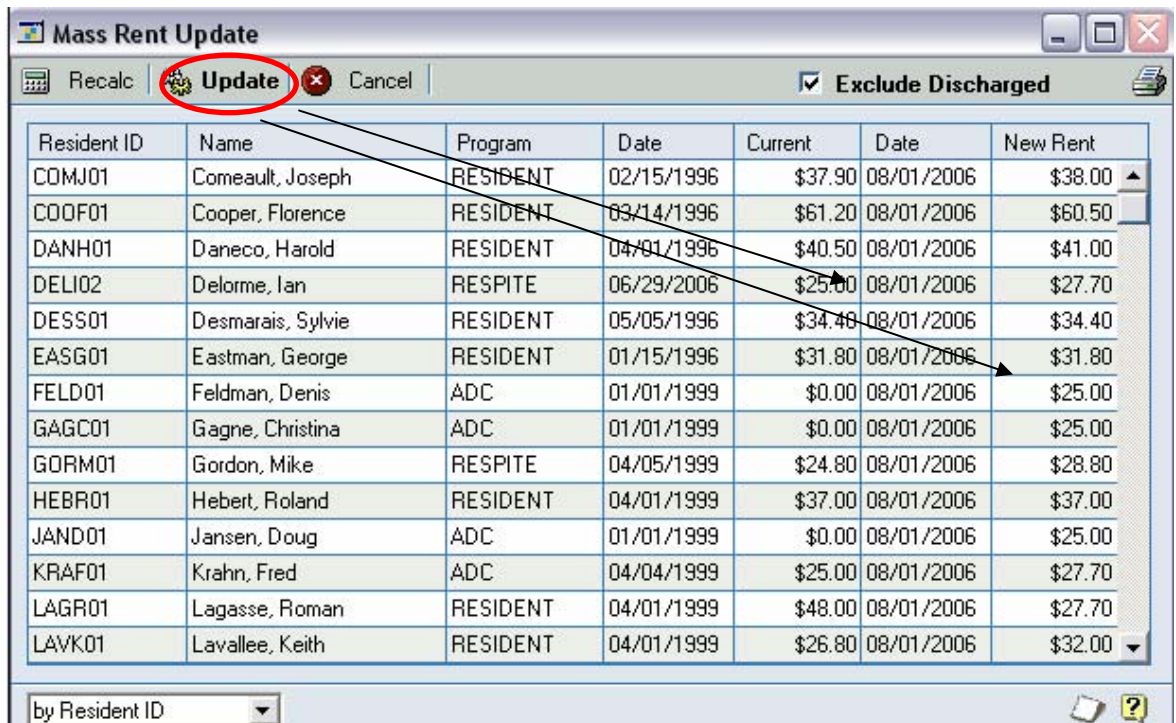 Mass Rent Update
Recalc Update Cancel Exclude Discharged
Resident ID Name Program Date Current Date New Rent
COMJ01 Comeault, Joseph RESIDENT 02/15/1996 $37.90 08/01/2006 $38.00
COOF01 Cooper, Florence RESIDENT 03/14/1996 $61.20 08/01/2006 $60.50
DANH01 Daneco, Harold RESIDENT 04/01/1996 $40.50 08/01/2006 $41.00
DELI02 Delorme, Ian RESPITE 06/29/2006 $25.00 08/01/2006 $27.70
DESS01 Desmarais, Sylvie RESIDENT 05/05/1996 $34.40 08/01/2006 $34.40
EASG01 Eastman, George RESIDENT 01/15/1996 $31.80 08/01/2006 $31.80
FELD01 Feldman, Denis ADC 01/01/1999 $0.00 08/01/2006 $25.00
GAGC01 Gagne, Christina ADC 01/01/1999 $0.00 08/01/2006 $25.00
GORM01 Gordon, Mike RESPITE 04/05/1999 $24.80 08/01/2006 $28.80
HEBR01 Hebert, Roland RESIDENT 04/01/1999 $37.00 08/01/2006 $37.00
JAND01 Jansen, Doug ADC 01/01/1999 $0.00 08/01/2006 $25.00
KRAF01 Krahn, Fred ADC 04/04/1999 $25.00 08/01/2006 $27.70
LAGR01 Lagasse, Roman RESIDENT 04/01/1999 $48.00 08/01/2006 $27.70
LAVK01 Lavallee, Keith RESIDENT 04/01/1999 $26.80 08/01/2006 $32.00
by Resident ID